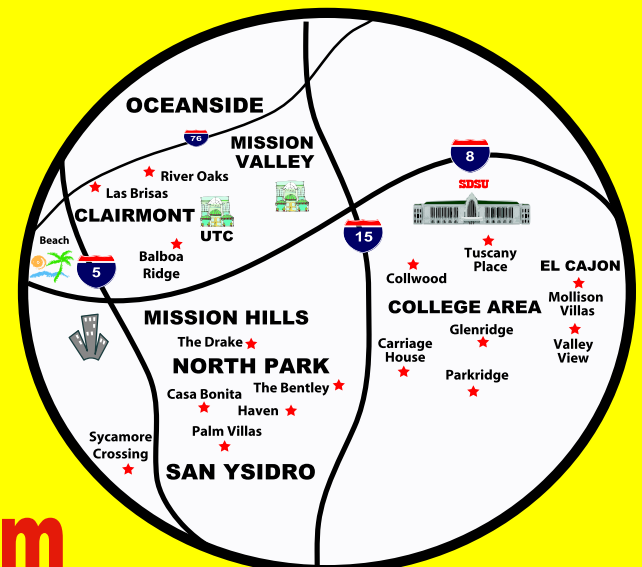 OCEANSIDE
76
MISSION
VALLEY
8
River Oaks
SDSU
Las Brisas
CLAIRMONT
UTC
15
Beach
Balboa
Ridge
5
Tuscany
Place
EL CAJON
Collwood
Mollison
Villas
COLLEGE AREA
MISSION HILLS
Glenridge
The Drake
Carriage
House
Valley
View
NORTH PARK
Parkridge
Casa Bonita
The Bentley
Haven
Palm Villas
Sycamore
Crossing
SAN YSIDRO
m